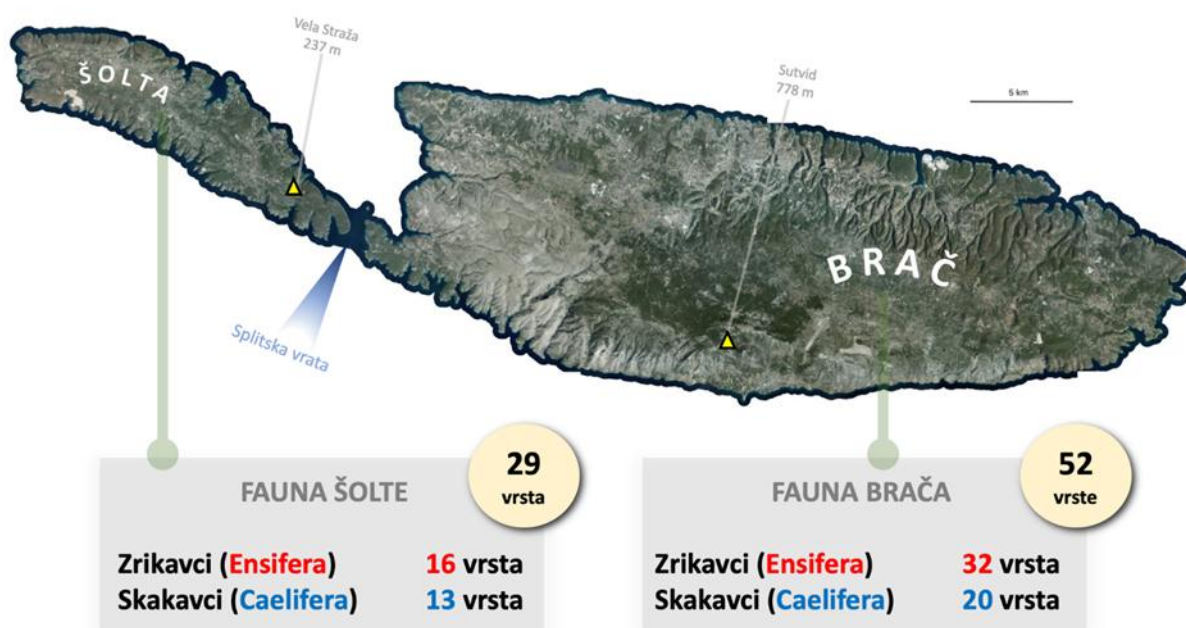 Vela Straža
237 m
ŠOLTA
Sutvid
778 m
5 km
BRAČ
Splitska vrata
29
vrsta
FAUNA ŠOLTE
Zrikavci (Ensifera) 16 vrsta
Skakavci (Caelifera) 13 vrsta
52
vrste
FAUNA BRAČA
Zrikavci (Ensifera) 32 vrsta
Skakavci (Caelifera) 20 vrsta